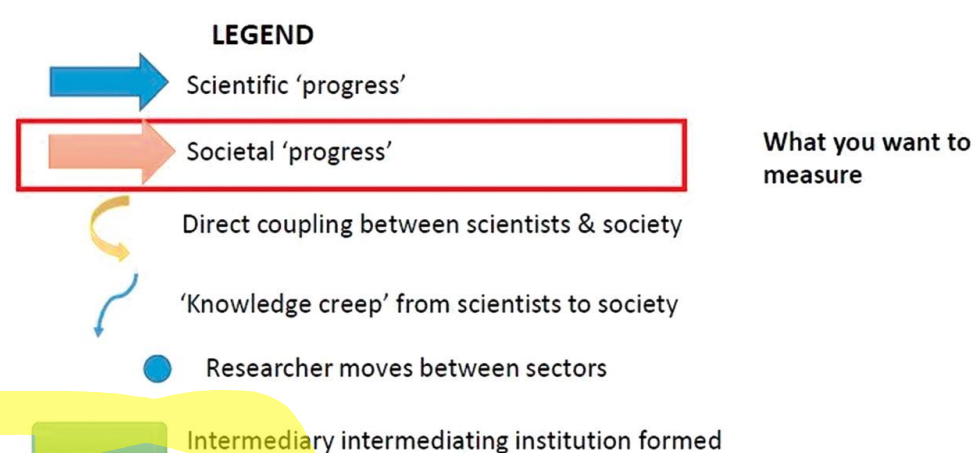 LEGEND
Scientific ‘progress’
Societal ‘progress’
What you want to
measure
Direct coupling between scientists & society
‘Knowledge creep’ from scientists to society
Researcher moves between sectors
Intermediary intermediating institution formed